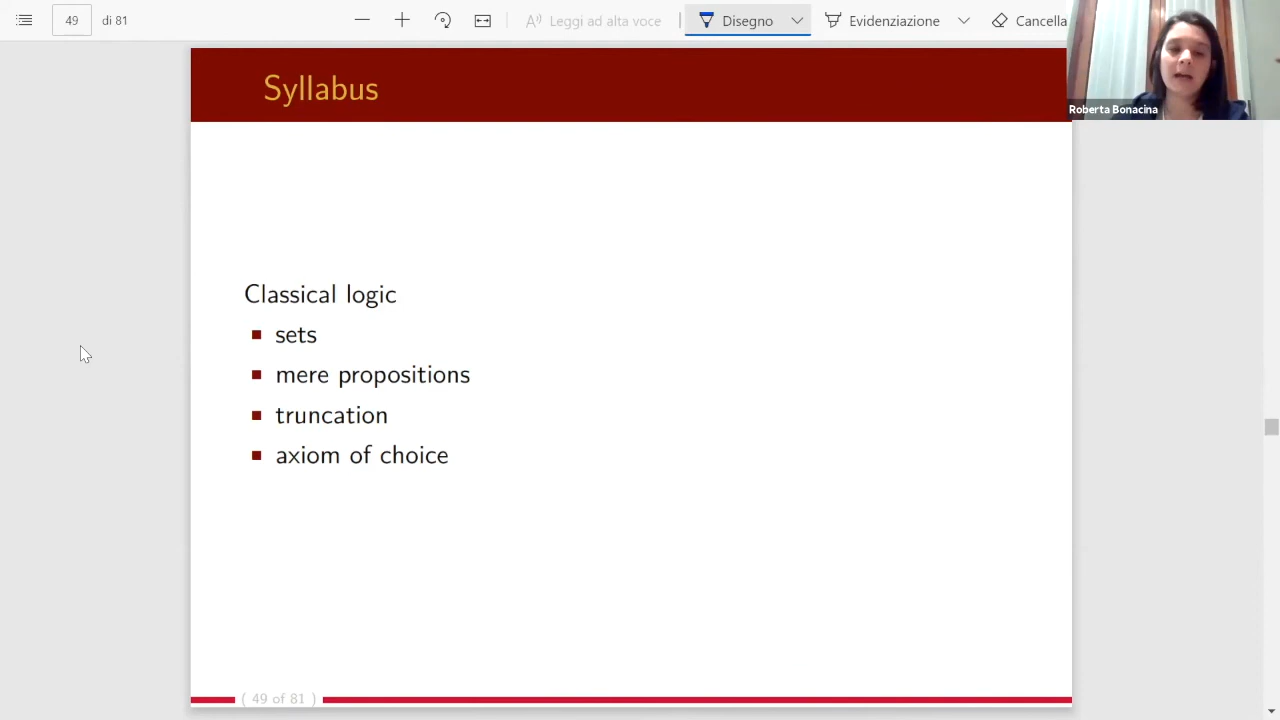 49 di 81 Leggi ad alta voce Disegno Evidenziazione Cancella
Roberta Bonacina
Syllabus
Classical logic
sets
mere propositions
truncation
axiom of choice
( 49 of 81 )